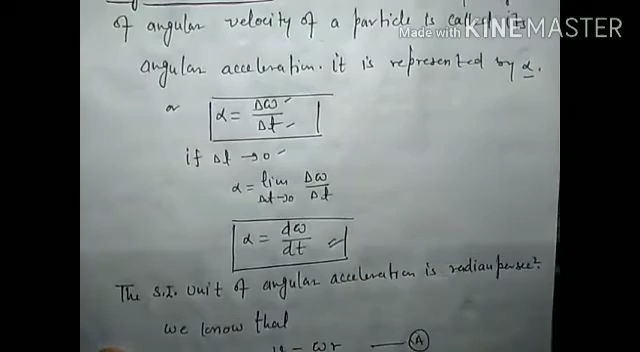 of angular velocity of a particle is called its
Made with KINEMASTER
angular acceleration. it is represented by α.
or α = Δω/Δt
if Δt → 0
α = lim Δt→0 Δω/Δt
α = dω/dt
The S.I. Unit of angular acceleration is radian per sec².
we know that
= ωr — Ⓐ